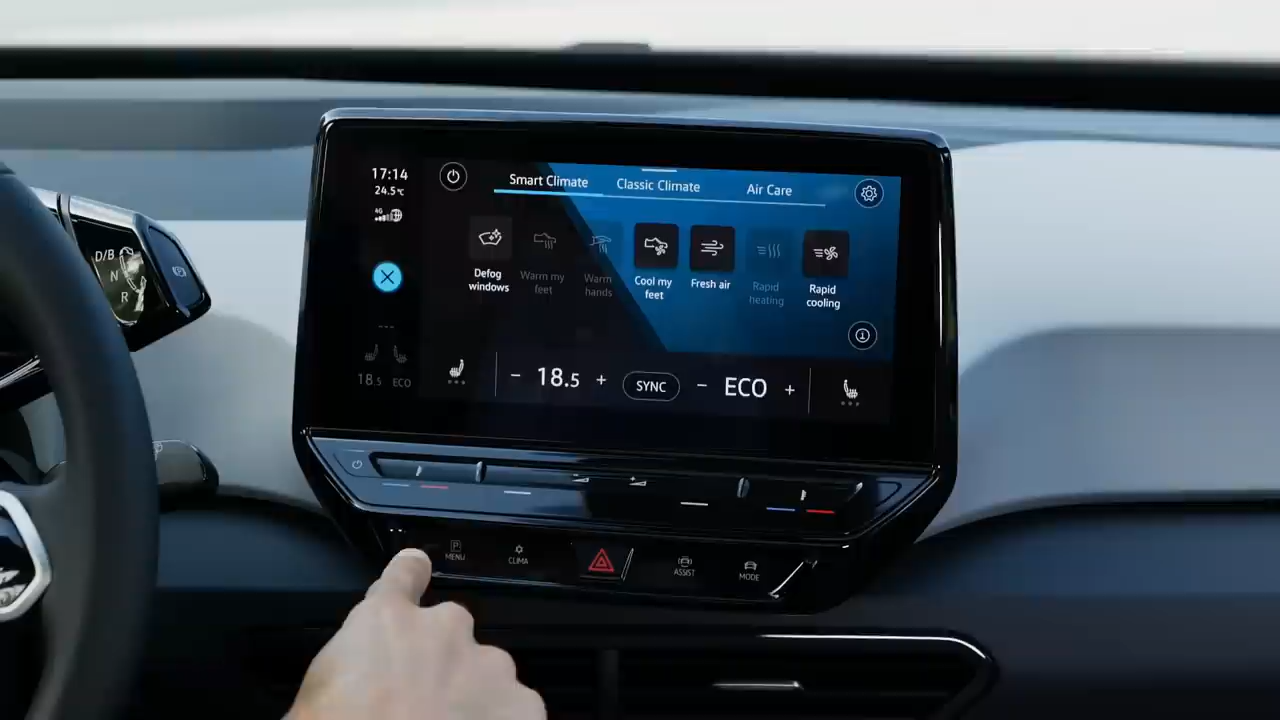 17:14
24.5°C
4G
Smart Climate
Classic Climate
Air Care
Defog
windows
Warm my
feet
Warm
hands
Cool my
feet
Fresh air
Rapid
heating
Rapid
cooling
---
18.5 ECO
- 18.5 +
SYNC
- ECO +
D/B
N
R
P
MENU
CLIMA
ASSIST
MODE